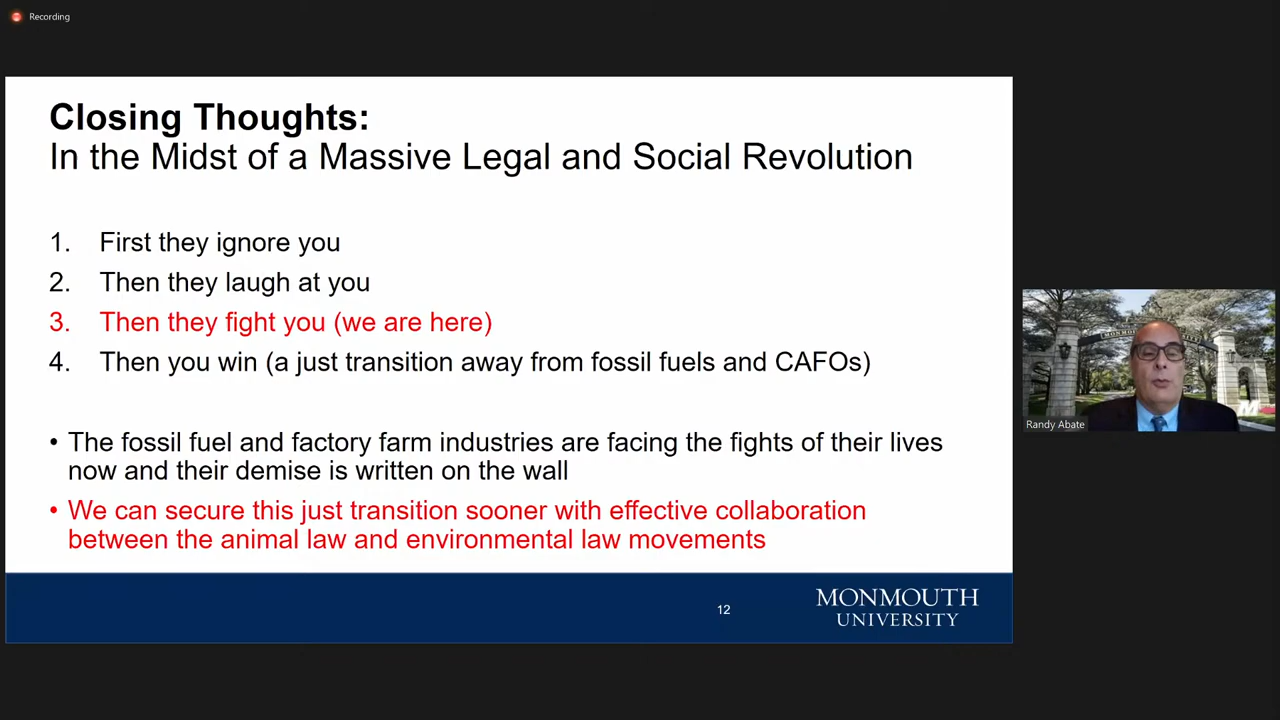 Recording
Closing Thoughts:
In the Midst of a Massive Legal and Social Revolution
1. First they ignore you
2. Then they laugh at you
3. Then they fight you (we are here)
4. Then you win (a just transition away from fossil fuels and CAFOs)
• The fossil fuel and factory farm industries are facing the fights of their lives
now and their demise is written on the wall
• We can secure this just transition sooner with effective collaboration
between the animal law and environmental law movements
12
MONMOUTH
UNIVERSITY
Randy Abate